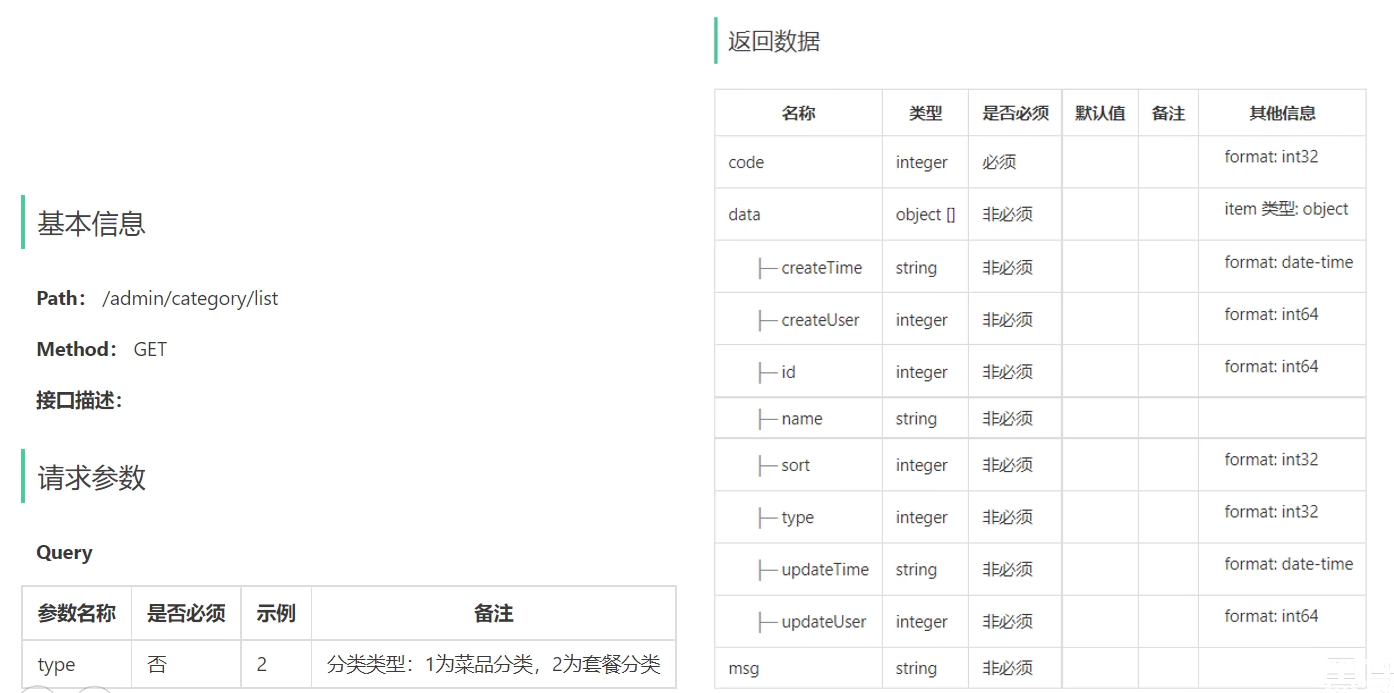 基本信息
Path： /admin/category/list
Method： GET
接口描述：
请求参数
Query
参数名称 是否必须 示例 备注
type 否 2 分类类型：1为菜品分类，2为套餐分类
返回数据
名称 类型 是否必须 默认值 备注 其他信息
code integer 必须 format: int32
data object [] 非必须 item 类型: object
├─ createTime string 非必须 format: date-time
├─ createUser integer 非必须 format: int64
├─ id integer 非必须 format: int64
├─ name string 非必须
├─ sort integer 非必须 format: int32
├─ type integer 非必须 format: int32
├─ updateTime string 非必须 format: date-time
├─ updateUser integer 非必须 format: int64
msg string 非必须